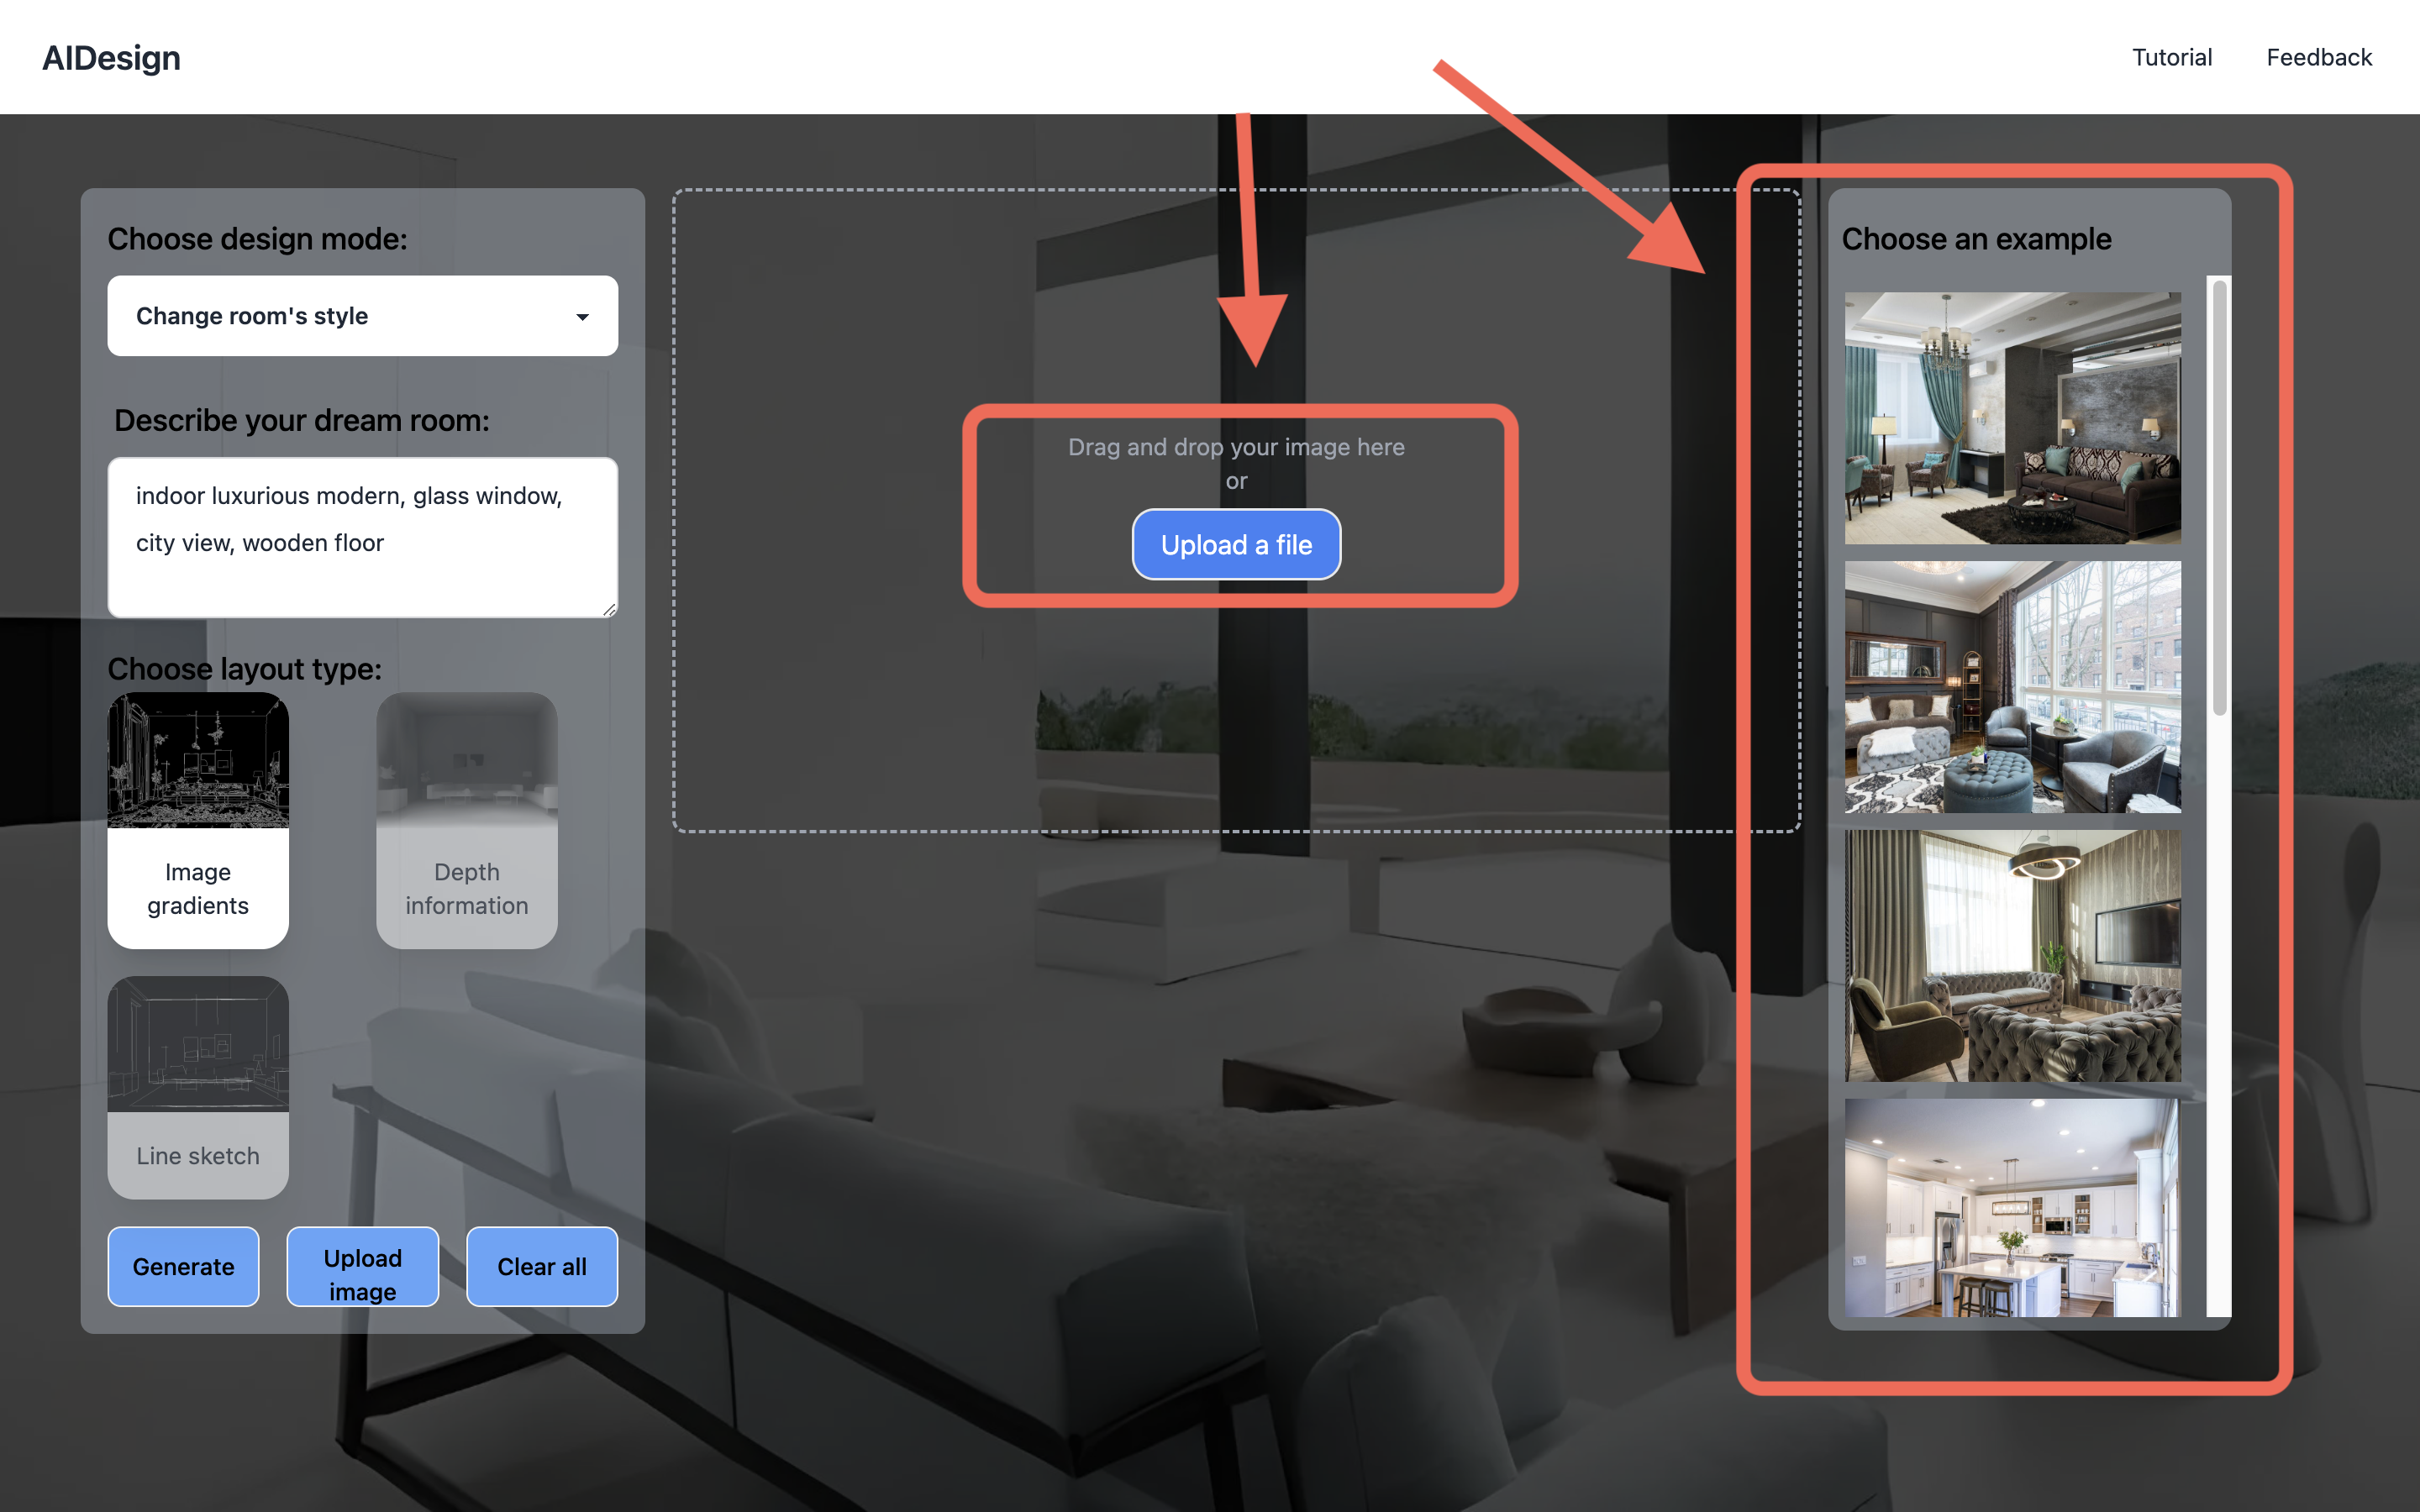 AIDesign
Tutorial
Feedback
Choose design mode:
Change room's style
Describe your dream room:
indoor luxurious modern, glass window,
city view, wooden floor
Choose layout type:
Image
gradients
Depth
information
Line sketch
Generate
Upload
image
Clear all
Drag and drop your image here
or
Upload a file
Choose an example